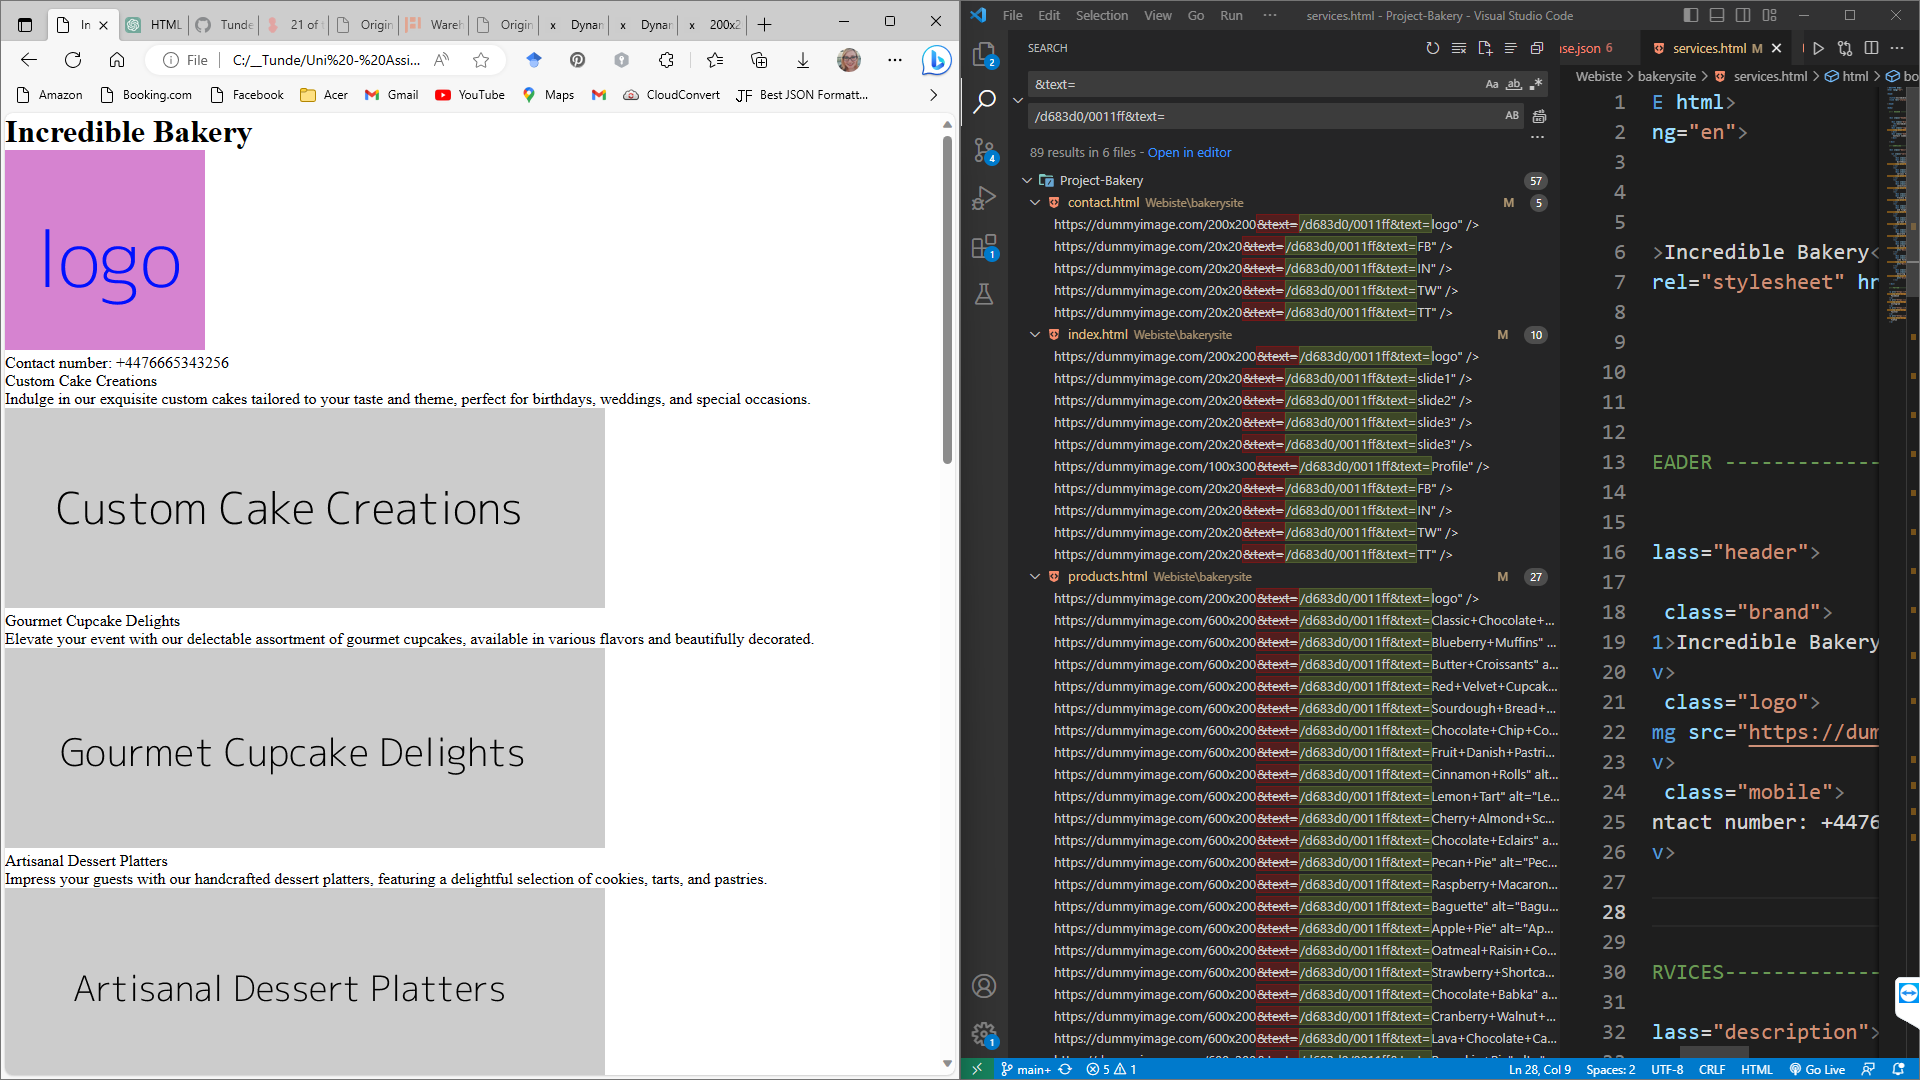 In
HTML
Tunde
21 of t
Origin
Wareh
Origin
Dynan
Dynan
200x2
File
C:/__Tunde/Uni%20-%20Assi...
Amazon
Booking.com
Facebook
Acer
Gmail
YouTube
Maps
CloudConvert
JF Best JSON Formatt...
Incredible Bakery
logo
Contact number: +4476665343256
Custom Cake Creations
Indulge in our exquisite custom cakes tailored to your taste and theme, perfect for birthdays, weddings, and special occasions.
Custom Cake Creations
Gourmet Cupcake Delights
Elevate your event with our delectable assortment of gourmet cupcakes, available in various flavors and beautifully decorated.
Gourmet Cupcake Delights
Artisanal Dessert Platters
Impress your guests with our handcrafted dessert platters, featuring a delightful selection of cookies, tarts, and pastries.
Artisanal Dessert Platters
File Edit Selection View Go Run ··· services.html - Project-Bakery - Visual Studio Code
SEARCH
&text=
/d683d0/0011ff&text=
89 results in 6 files - Open in editor
Project-Bakery 57
contact.html Webiste\bakerysite M 5
https://dummyimage.com/200x200&text=/d683d0/0011ff&text=logo" />
https://dummyimage.com/20x20&text=/d683d0/0011ff&text=FB" />
https://dummyimage.com/20x20&text=/d683d0/0011ff&text=IN" />
https://dummyimage.com/20x20&text=/d683d0/0011ff&text=TW" />
https://dummyimage.com/20x20&text=/d683d0/0011ff&text=TT" />
index.html Webiste\bakerysite M 10
https://dummyimage.com/200x200&text=/d683d0/0011ff&text=logo" />
https://dummyimage.com/20x20&text=/d683d0/0011ff&text=slide1" />
https://dummyimage.com/20x20&text=/d683d0/0011ff&text=slide2" />
https://dummyimage.com/20x20&text=/d683d0/0011ff&text=slide3" />
https://dummyimage.com/20x20&text=/d683d0/0011ff&text=slide3" />
https://dummyimage.com/100x300&text=/d683d0/0011ff&text=Profile" />
https://dummyimage.com/20x20&text=/d683d0/0011ff&text=FB" />
https://dummyimage.com/20x20&text=/d683d0/0011ff&text=IN" />
https://dummyimage.com/20x20&text=/d683d0/0011ff&text=TW" />
https://dummyimage.com/20x20&text=/d683d0/0011ff&text=TT" />
products.html Webiste\bakerysite M 27
https://dummyimage.com/200x200&text=/d683d0/0011ff&text=logo" />
https://dummyimage.com/600x200&text=/d683d0/0011ff&text=Classic+Chocolate+...
https://dummyimage.com/600x200&text=/d683d0/0011ff&text=Blueberry+Muffins" ...
https://dummyimage.com/600x200&text=/d683d0/0011ff&text=Butter+Croissants" a...
https://dummyimage.com/600x200&text=/d683d0/0011ff&text=Red+Velvet+Cupcak...
https://dummyimage.com/600x200&text=/d683d0/0011ff&text=Sourdough+Bread+...
https://dummyimage.com/600x200&text=/d683d0/0011ff&text=Chocolate+Chip+Co...
https://dummyimage.com/600x200&text=/d683d0/0011ff&text=Fruit+Danish+Pastri...
https://dummyimage.com/600x200&text=/d683d0/0011ff&text=Cinnamon+Rolls" alt...
https://dummyimage.com/600x200&text=/d683d0/0011ff&text=Lemon+Tart" alt="Le...
https://dummyimage.com/600x200&text=/d683d0/0011ff&text=Cherry+Almond+Sc...
https://dummyimage.com/600x200&text=/d683d0/0011ff&text=Chocolate+Eclairs" a...
https://dummyimage.com/600x200&text=/d683d0/0011ff&text=Pecan+Pie" alt="Pec...
https://dummyimage.com/600x200&text=/d683d0/0011ff&text=Raspberry+Macaron...
https://dummyimage.com/600x200&text=/d683d0/0011ff&text=Baguette" alt="Bagu...
https://dummyimage.com/600x200&text=/d683d0/0011ff&text=Apple+Pie" alt="Ap...
https://dummyimage.com/600x200&text=/d683d0/0011ff&text=Oatmeal+Raisin+Co...
https://dummyimage.com/600x200&text=/d683d0/0011ff&text=Strawberry+Shortca...
https://dummyimage.com/600x200&text=/d683d0/0011ff&text=Chocolate+Babka" a...
https://dummyimage.com/600x200&text=/d683d0/0011ff&text=Cranberry+Walnut+...
https://dummyimage.com/600x200&text=/d683d0/0011ff&text=Lava+Chocolate+Ca...
ase.json 6
services.html M
Webiste > bakerysite > services.html > html > bo
1 E html>
2 ng="en">
3
4
5
6 >Incredible Bakery<
7 rel="stylesheet" hr
8
9
10
11
12
13 EADER --------------
14
15
16 lass="header">
17
18 class="brand">
19 1>Incredible Bakery
20 v>
21 class="logo">
22 mg src="https://dum
23 v>
24 class="mobile">
25 ntact number: +4476
26 v>
27
28
29
30 RVICES-------------
31
32 lass="description">
main+ 5 1 Ln 28, Col 9 Spaces: 2 UTF-8 CRLF HTML Go Live